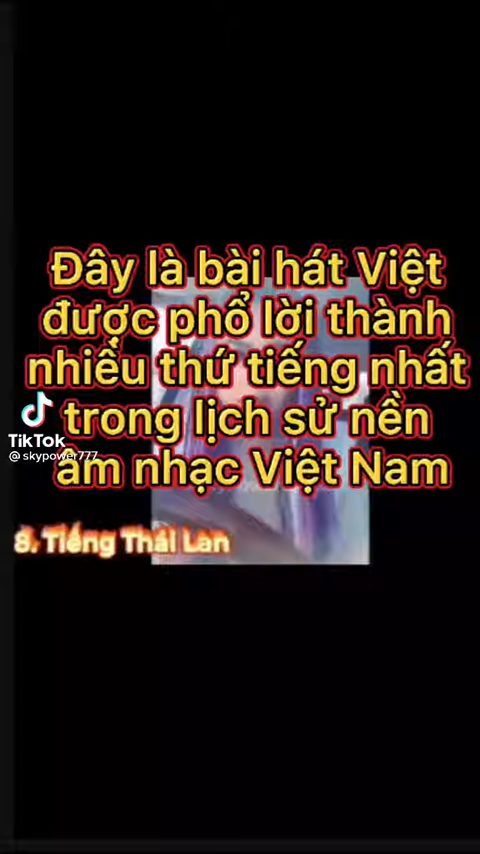 Đây là bài hát Việt
được phổ lời thành
nhiều thứ tiếng nhất
trong lịch sử nền
âm nhạc Việt Nam
TikTok
@ skypower777
8. Tiếng Thái Lan